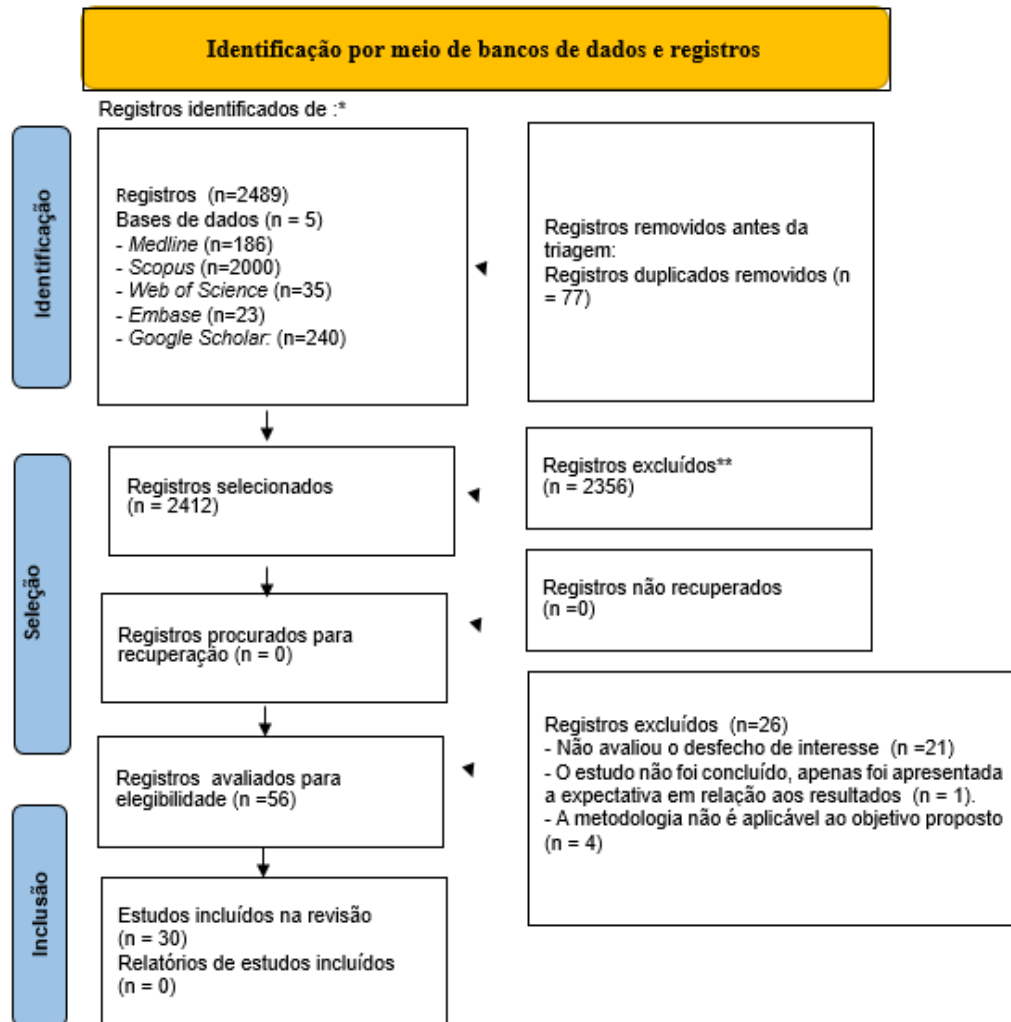 Identificação por meio de bancos de dados e registros
Registros identificados de :*
Identificação
Registros (n=2489)
Bases de dados (n = 5)
- Medline (n=186)
- Scopus (n=2000)
- Web of Science (n=35)
- Embase (n=23)
- Google Scholar: (n=240)
Registros removidos antes da
triagem:
Registros duplicados removidos (n
= 77)
Seleção
Registros selecionados
(n = 2412)
Registros excluídos**
(n = 2356)
Registros procurados para
recuperação (n = 0)
Registros não recuperados
(n =0)
Registros avaliados para
elegibilidade (n =56)
Registros excluídos (n=26)
- Não avaliou o desfecho de interesse (n =21)
- O estudo não foi concluído, apenas foi apresentada
a expectativa em relação aos resultados (n = 1).
- A metodologia não é aplicável ao objetivo proposto
(n = 4)
Inclusão
Estudos incluídos na revisão
(n = 30)
Relatórios de estudos incluídos
(n = 0)